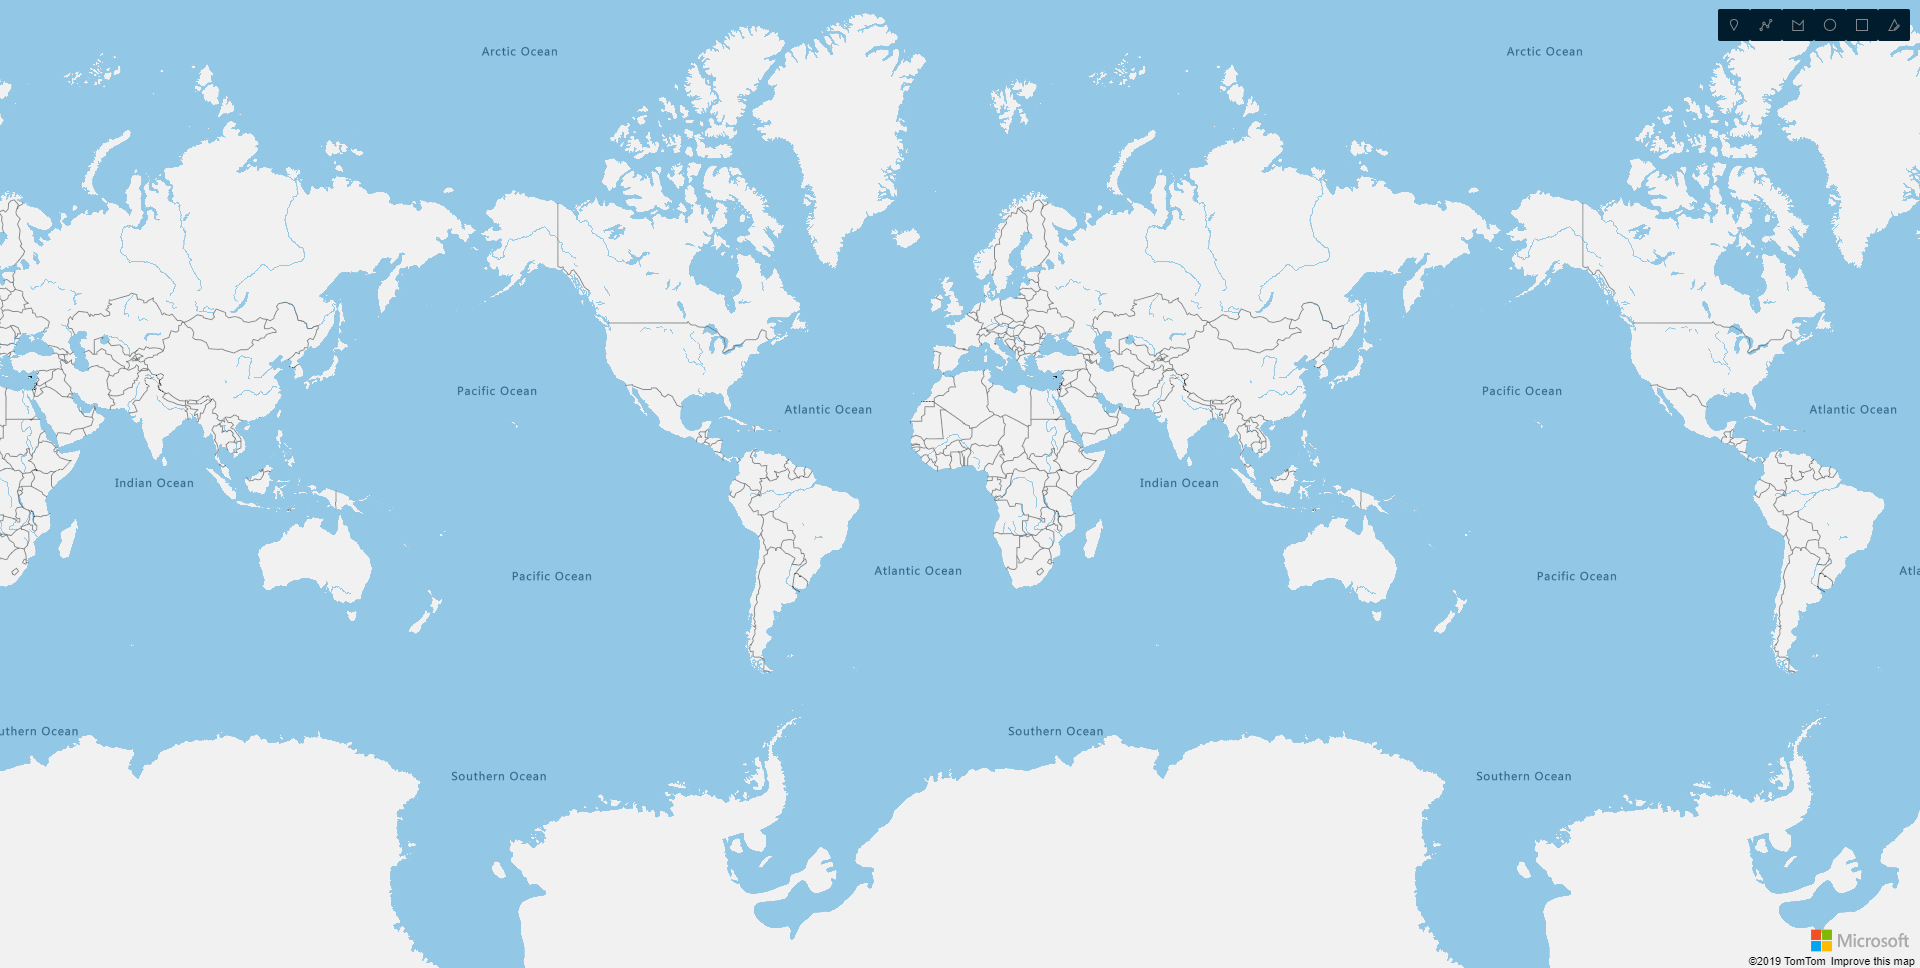 Arctic Ocean
Arctic Ocean
Pacific Ocean
Pacific Ocean
Atlantic Ocean
Atlantic Ocean
Indian Ocean
Indian Ocean
Atlantic Ocean
Atla
Pacific Ocean
Pacific Ocean
uthern Ocean
Southern Ocean
Southern Ocean
Southern Ocean
Microsoft
©2019 TomTom Improve this map